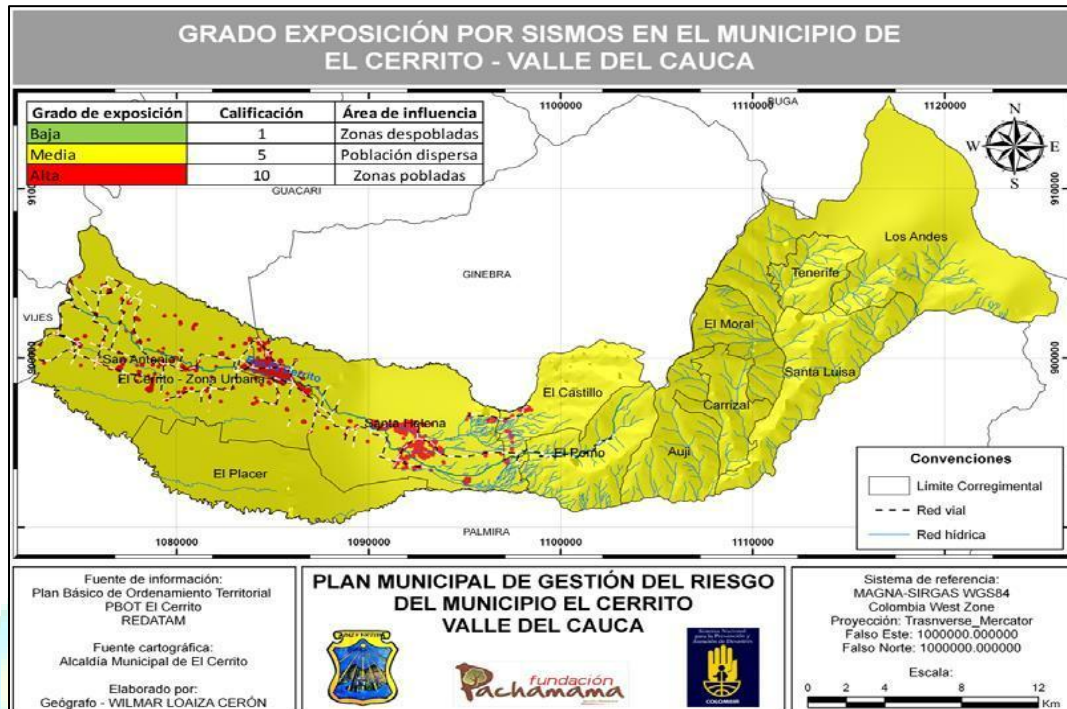 GRADO EXPOSICIÓN POR SISMOS EN EL MUNICIPIO DE
EL CERRITO - VALLE DEL CAUCA
Grado de exposición Calificación Área de influencia
Baja 1 Zonas despobladas
Media 5 Población dispersa
Alta 10 Zonas pobladas
1100000
1110000
1120000
BUGA
N
W E
S
910000
910000
GUACARI
GINEBRA
Los Andes
Tenerife
VIJES
El Moral
900000
900000
San Antonio
Cerrito
El Cerrito - Zona Urbana
Santa Luisa
El Castillo
Carrizal
Santa Helena
El Pomo
Auji
El Placer
PALMIRA
1080000
1090000
1100000
1110000
Convenciones
Límite Corregimental
Red vial
Red hídrica
Fuente de información:
Plan Básico de Ordenamiento Territorial
PBOT El Cerrito
REDATAM
Fuente cartográfica:
Alcaldía Municipal de El Cerrito
Elaborado por:
Geógrafo - WILMAR LOAIZA CERÓN
PLAN MUNICIPAL DE GESTIÓN DEL RIESGO
DEL MUNICIPIO EL CERRITO
VALLE DEL CAUCA
fundación
Pachamama
COLOMBIA
Sistema de referencia:
MAGNA-SIRGAS WGS84
Colombia West Zone
Proyección: Trasnverse_Mercator
Falso Este: 1000000.000000
Falso Norte: 1000000.000000
Escala:
0 2 4 8 12
Km